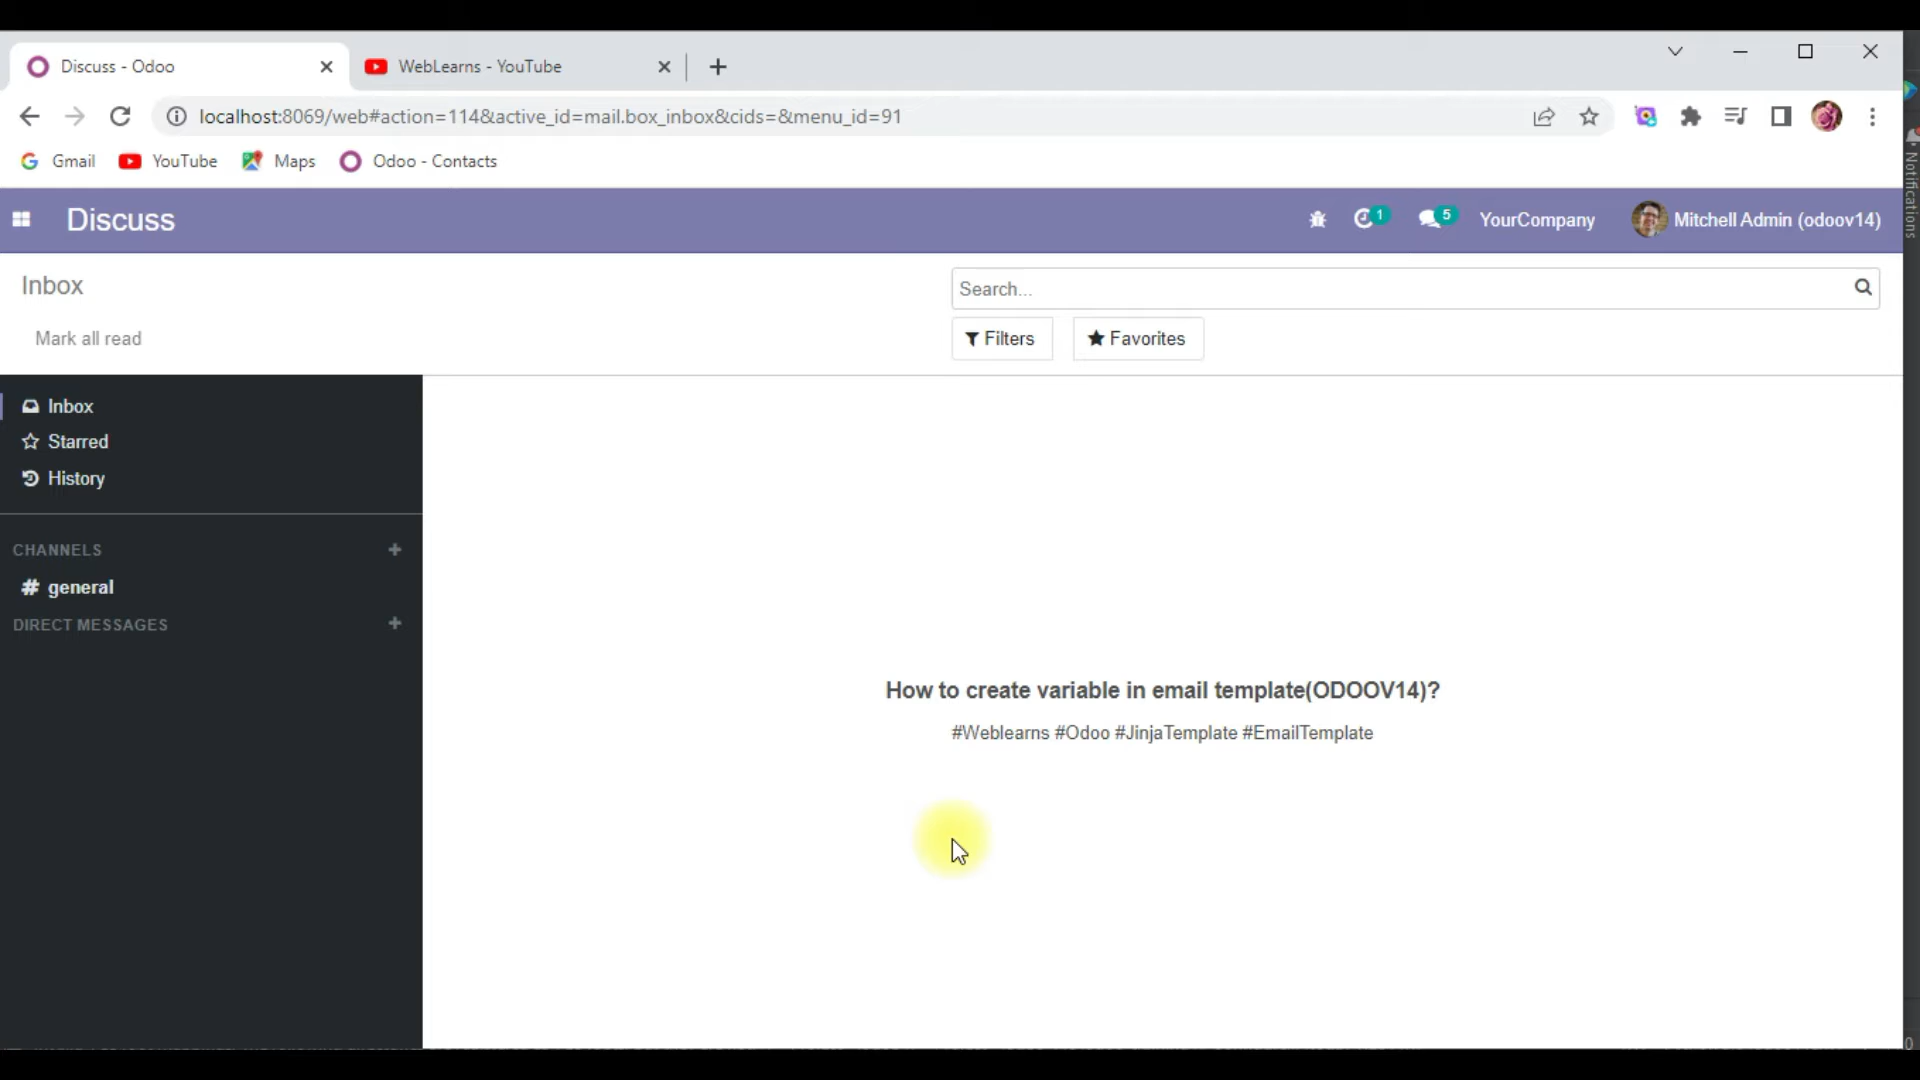 Discuss - Odoo
WebLearns - YouTube
localhost:8069/web#action=114&active_id=mail.box_inbox&cids=&menu_id=91
Gmail YouTube Maps Odoo - Contacts
Notifications
Discuss
1 5 YourCompany Mitchell Admin (odoov14)
Inbox
Search...
Mark all read
Filters Favorites
Inbox
Starred
History
CHANNELS
# general
DIRECT MESSAGES
How to create variable in email template(ODOOV14)?
#Weblearns #Odoo #JinjaTemplate #EmailTemplate